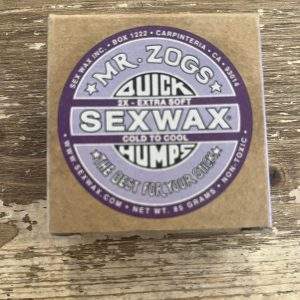 SEX WAX INC. • BOX 1222 • CARPINTERIA • CA • 93014
★ MR. ZOGS ★
QUICK
2X - EXTRA SOFT
SEXWAX
COLD TO COOL
HUMPS
★ THE BEST FOR YOUR STICK ★
WWW.SEXWAX.COM • NET WT. 85 GRAMS • NON-TOXIC •